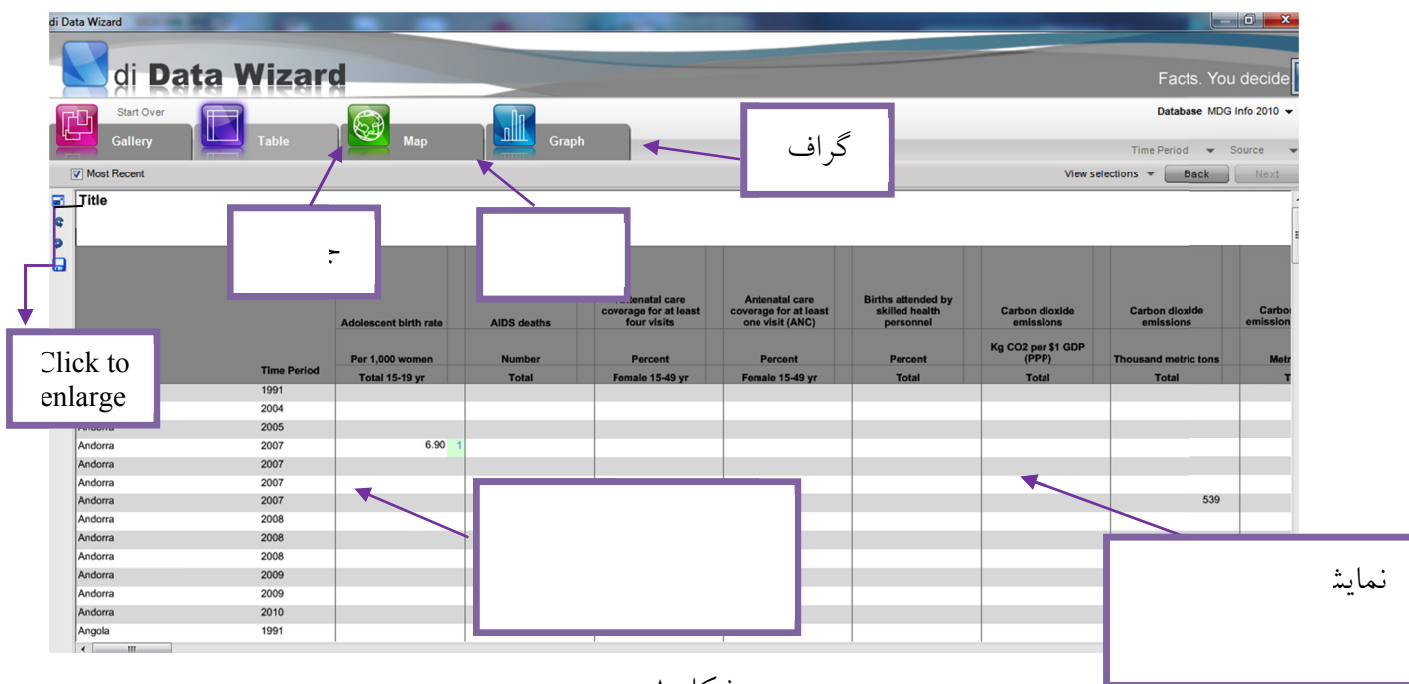 di Data Wizard
di Data Wizard
Facts. You decide
Start Over
Database MDG Info 2010
Gallery
Table
Map
Graph
گراف
Time Period
Source
Most Recent
View selections
Back
Next
Title
Click to
enlarge
Time Period
Adolescent birth rate
Per 1,000 women
Total 15-19 yr
AIDS deaths
Number
Total
Antenatal care
coverage for at least
four visits
Percent
Female 15-49 yr
Antenatal care
coverage for at least
one visit (ANC)
Percent
Female 15-49 yr
Births attended by
skilled health
personnel
Percent
Total
Carbon dioxide
emissions
Kg CO2 per $1 GDP
(PPP)
Total
Carbon dioxide
emissions
Thousand metric tons
Total
1991
2004
2005
Andorra 2007 6.90 1
Andorra 2007
Andorra 2007
Andorra 2007 539
Andorra 2008
Andorra 2008
Andorra 2008
Andorra 2009
Andorra 2009
Andorra 2010
Angola 1991